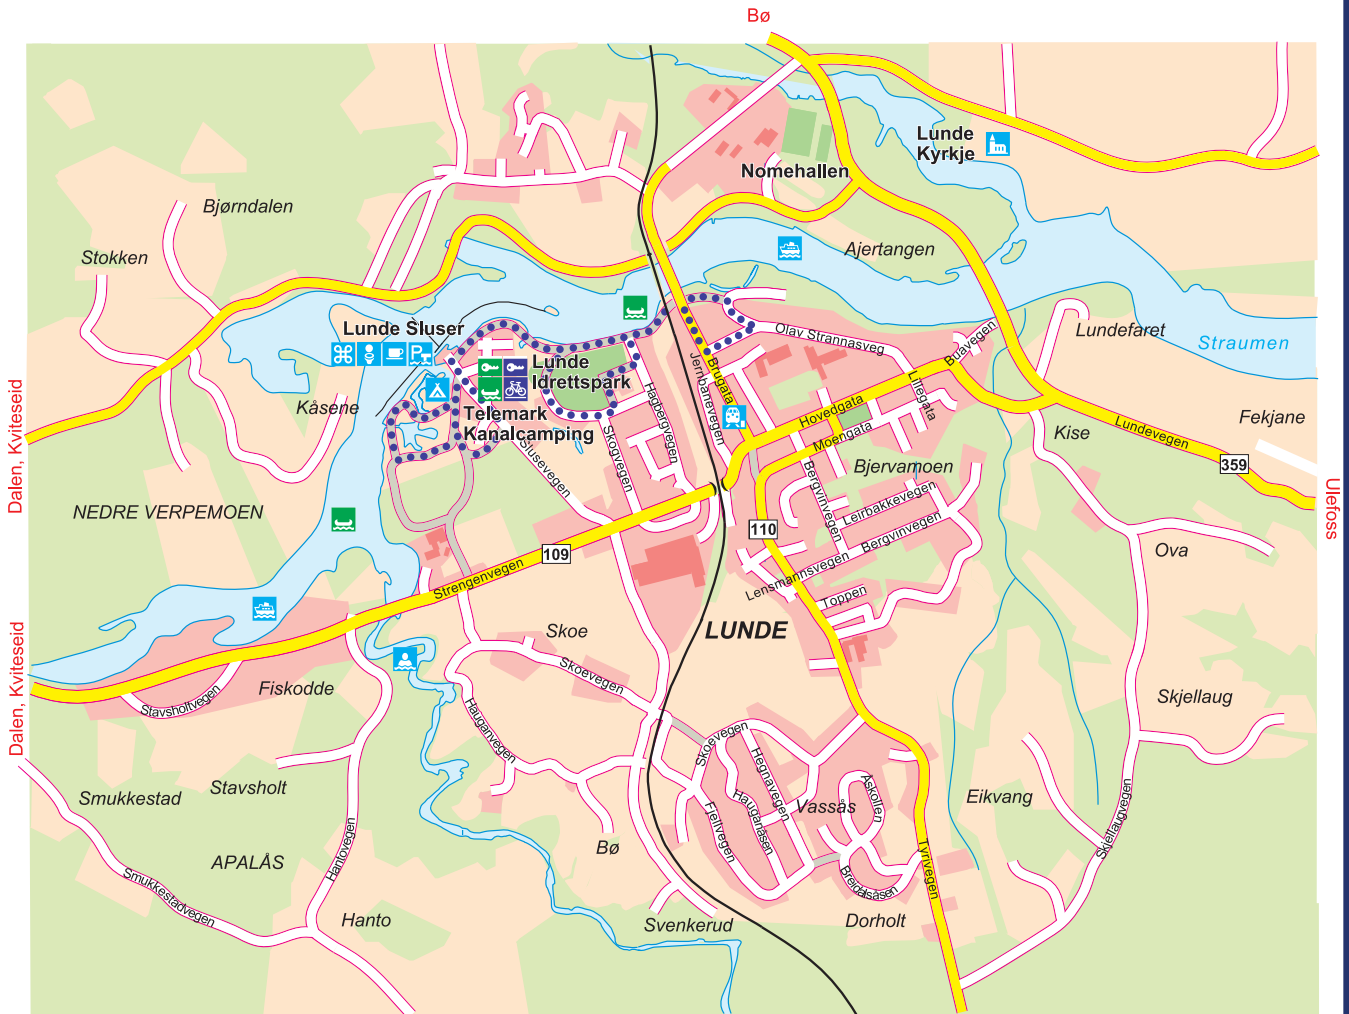 Bø
Lunde
Kyrkje
Nomehallen
Bjørndalen
Stokken
Ajertangen
Lunde Sluser
P
Lundefaret
Straumen
Olav Strannasveg
Buavegen
Lunde
Idrettspark
Jernbanevegen
Brugata
Lillegata
Dalen, Kviteseid
Kåsene
Telemark
Kanalcamping
Hagbergvegen
Hovedgata
Moengata
Fekjane
Kise
Lundevegen
359
Ulefoss
Slusevegen
Skogvegen
Bergvinvegen
Bjervamoen
Leirbakkevegen
Bergvinvegen
NEDRE VERPEMOEN
110
109
Strengenvegen
Ova
Lensmannsvegen
Toppen
LUNDE
Skoe
Dalen, Kviteseid
Fiskodde
Stavsholtvegen
Skoevegen
Skjellaug
Hauganvegen
Skoevegen
Hegnavegen
Stavsholt
Smukkestad
Vassås
Åskollen
Eikvang
Hauganåsen
Fjellvegen
Skjellaugvegen
Bø
APALÅS
Hantovegen
Smukkestadvegen
Breidalsåsen
Tyrivegen
Hanto
Svenkerud
Dorholt